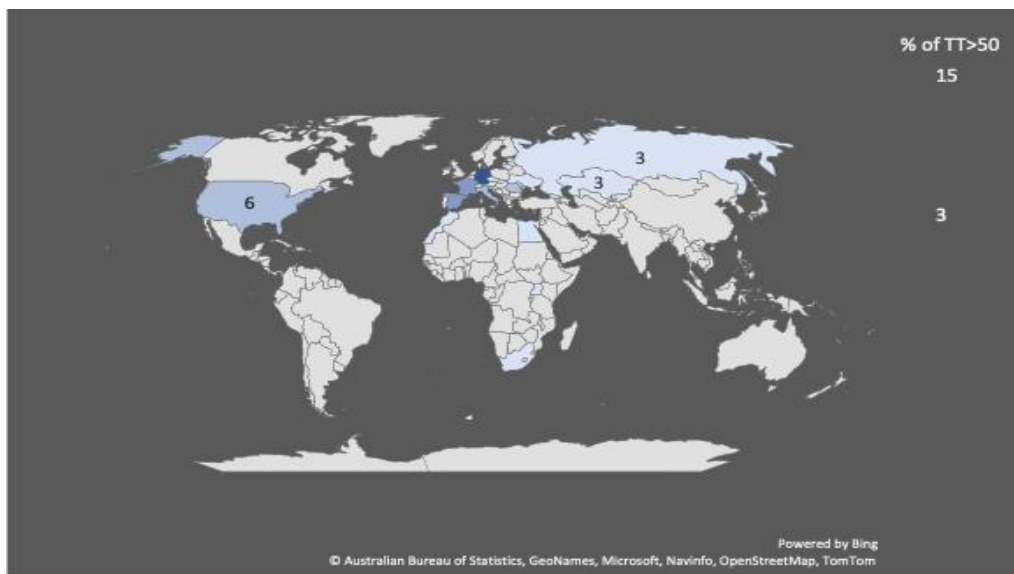 % of TT>50
15
3
3
6
3
Powered by Bing
© Australian Bureau of Statistics, GeoNames, Microsoft, Navinfo, OpenStreetMap, TomTom